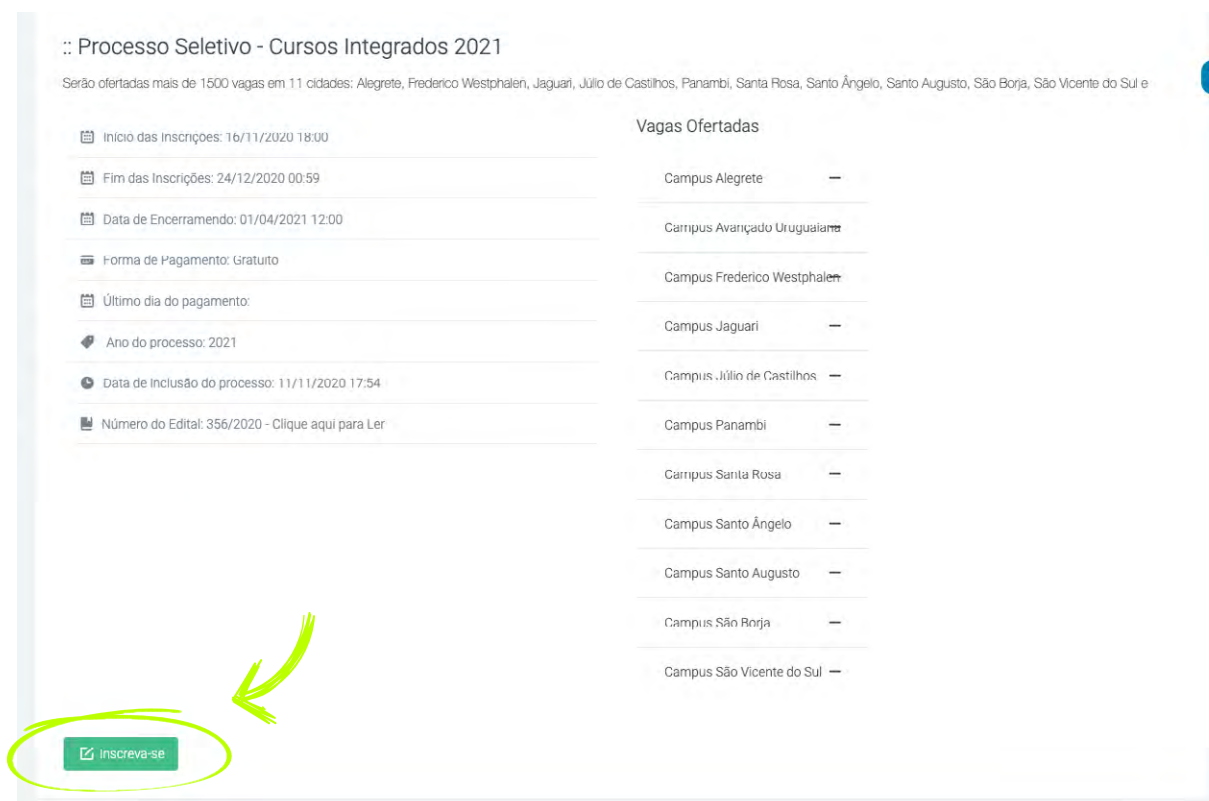 :: Processo Seletivo - Cursos Integrados 2021
Serão ofertadas mais de 1500 vagas em 11 cidades: Alegrete, Frederico Westphalen, Jaguari, Júlio de Castilhos, Panambi, Santa Rosa, Santo Ângelo, Santo Augusto, São Borja, São Vicente do Sul e
Início das Inscrições: 16/11/2020 18:00
Fim das Inscrições: 24/12/2020 00:59
Data de Encerramendo: 01/04/2021 12:00
Forma de Pagamento: Gratuito
Último dia do pagamento:
Ano do processo: 2021
Data de Inclusão do processo: 11/11/2020 17:54
Número do Edital: 356/2020 - Clique aqui para Ler
Vagas Ofertadas
Campus Alegrete
Campus Avançado Uruguaiana
Campus Frederico Westphalen
Campus Jaguari
Campus Júlio de Castilhos
Campus Panambi
Campus Santa Rosa
Campus Santo Ângelo
Campus Santo Augusto
Campus São Borja
Campus São Vicente do Sul
Inscreva-se